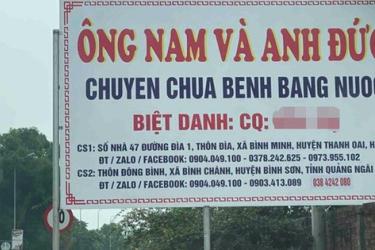 ÔNG NAM VÀ ANH ĐỨC
CHUYEN CHUA BENH BANG NUOC
BIỆT DANH: CQ:
CS1: SỐ NHÀ 47 ĐƯỜNG ĐÌA 1, THÔN ĐÌA, XÃ BÌNH MINH, HUYỆN THANH OAI, H
ĐT / ZALO / FACEBOOK: 0904.049.100 - 0378.242.625 - 0973.955.102
CS2: THÔN ĐÔNG BÌNH, XÃ BÌNH CHÁNH, HUYỆN BÌNH SƠN, TỈNH QUẢNG NGÃI
ĐT / ZALO / FACEBOOK: 0904.049.100 - 0903.413.089 038 4242 089